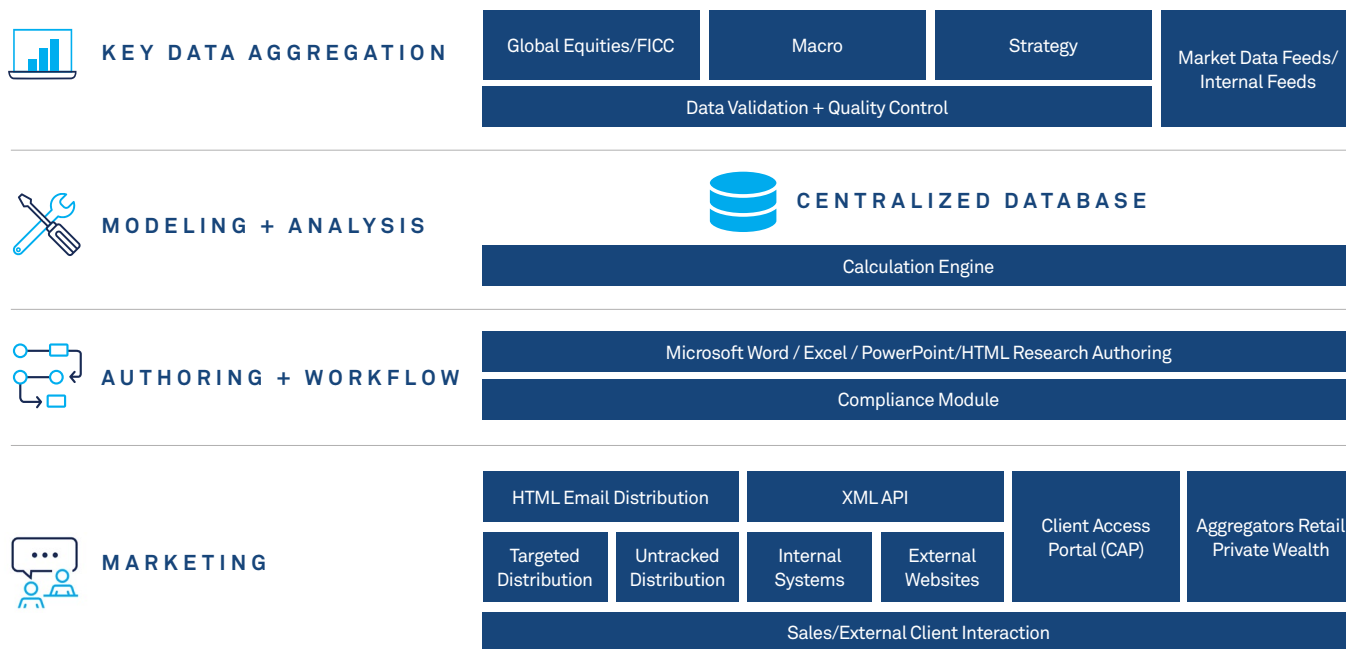 KEY DATA AGGREGATION
Global Equities/FICC
Macro
Strategy
Market Data Feeds/
Internal Feeds
Data Validation + Quality Control
MODELING + ANALYSIS
CENTRALIZED DATABASE
Calculation Engine
AUTHORING + WORKFLOW
Microsoft Word / Excel / PowerPoint/HTML Research Authoring
Compliance Module
MARKETING
HTML Email Distribution
XML API
Client Access
Portal (CAP)
Aggregators Retail
Private Wealth
Targeted
Distribution
Untracked
Distribution
Internal
Systems
External
Websites
Sales/External Client Interaction